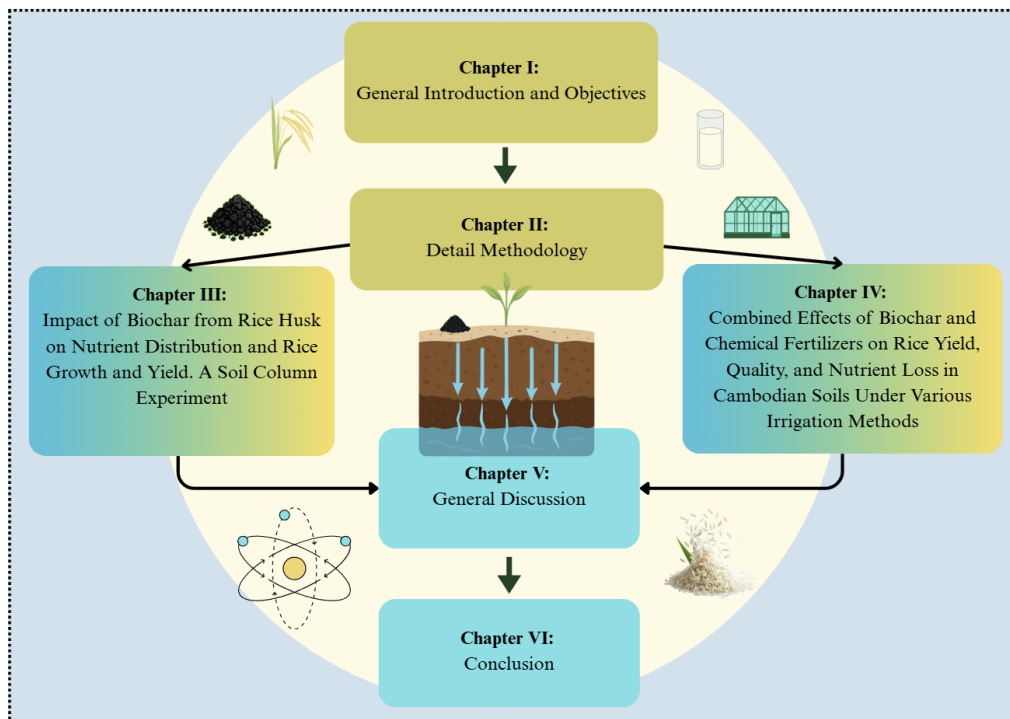 Chapter I:
General Introduction and Objectives
Chapter II:
Detail Methodology
Chapter III:
Impact of Biochar from Rice Husk
on Nutrient Distribution and Rice
Growth and Yield. A Soil Column
Experiment
Chapter IV:
Combined Effects of Biochar and
Chemical Fertilizers on Rice Yield,
Quality, and Nutrient Loss in
Cambodian Soils Under Various
Irrigation Methods
Chapter V:
General Discussion
Chapter VI:
Conclusion